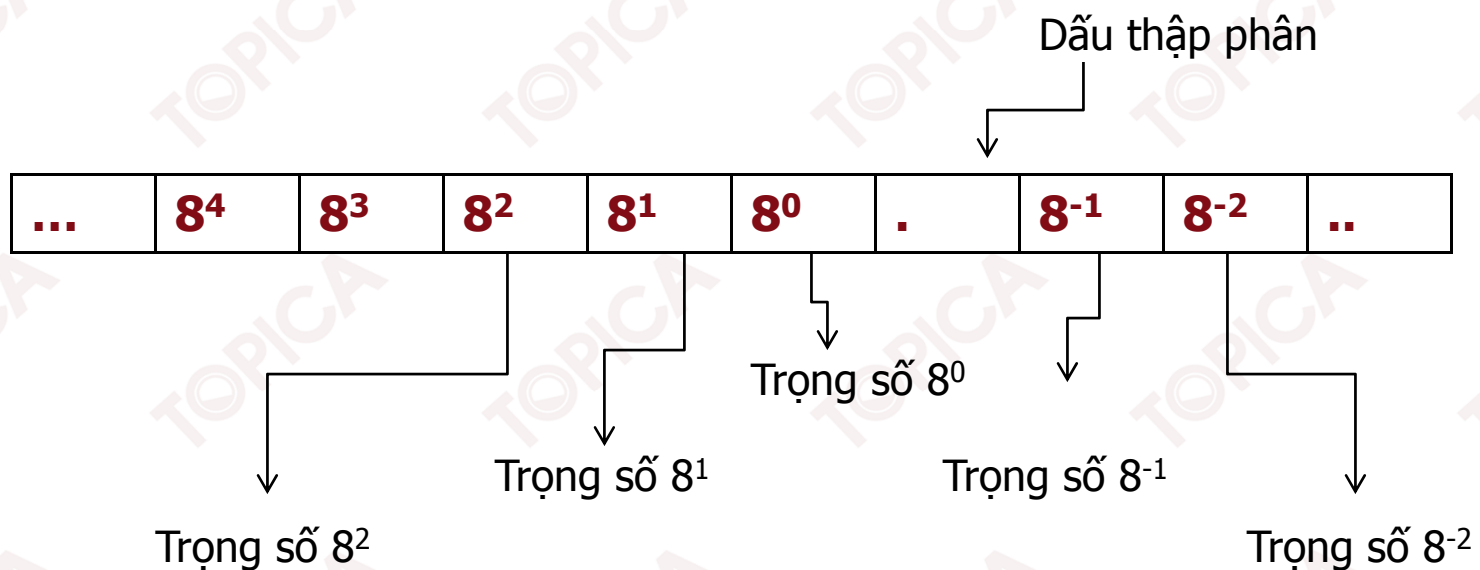 Dấu thập phân
... 8⁴ 8³ 8² 8¹ 8⁰ . 8⁻¹ 8⁻² ..
Trọng số 8⁰
Trọng số 8¹ Trọng số 8⁻¹
Trọng số 8² Trọng số 8⁻²
TOPICA